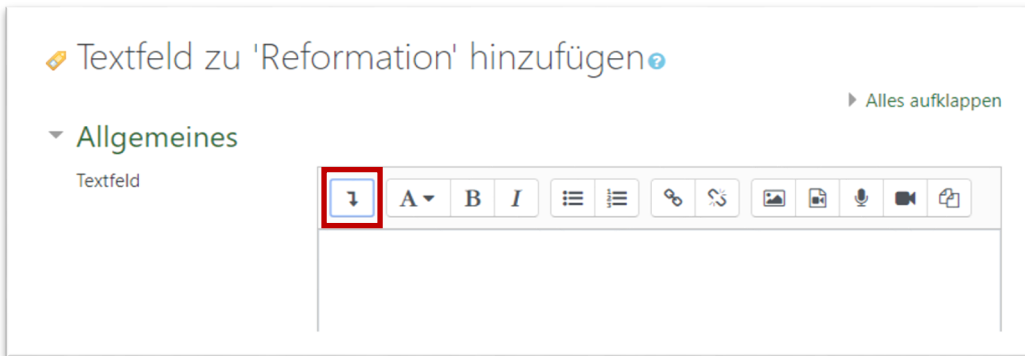 Textfeld zu 'Reformation' hinzufügen
Alles aufklappen
Allgemeines
Textfeld
A B I